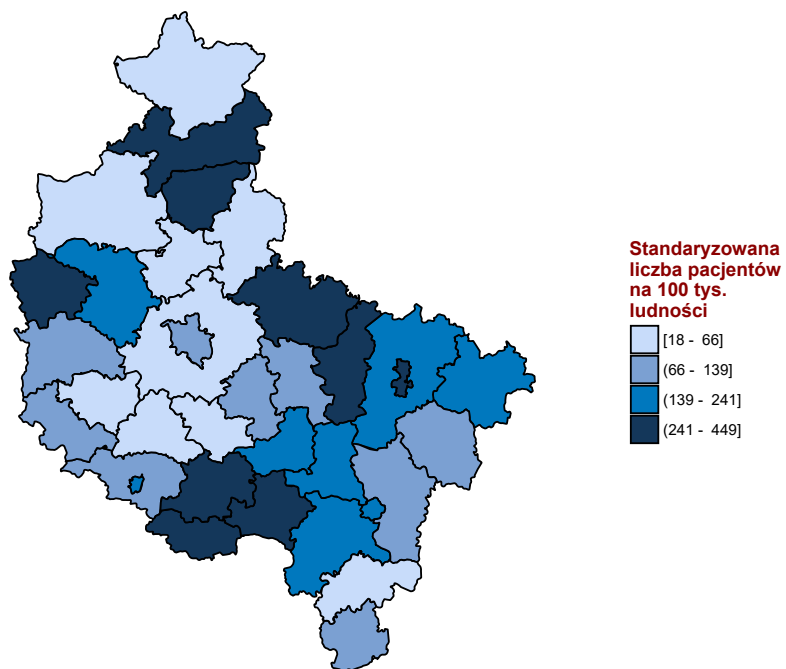 Standaryzowana
liczba pacjentów
na 100 tys.
ludności
[18 - 66]
(66 - 139]
(139 - 241]
(241 - 449]